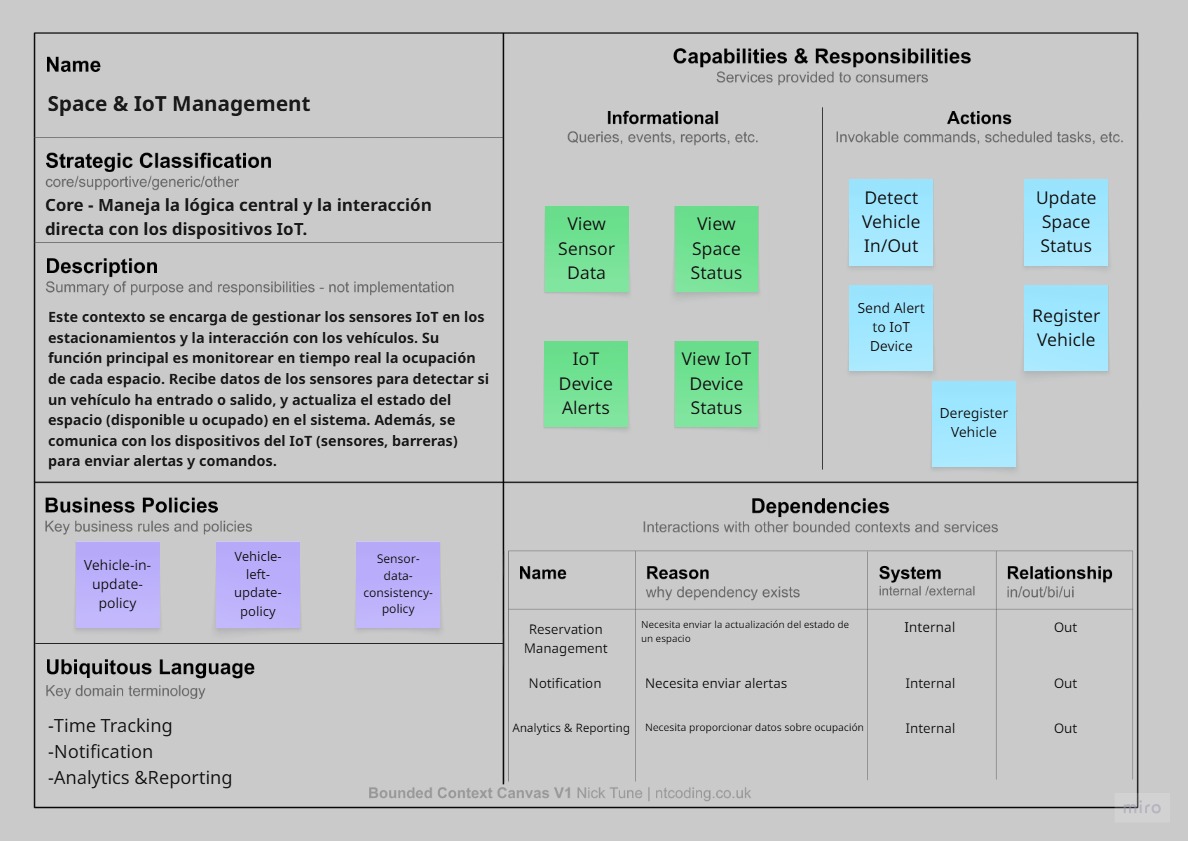 Name
Space & IoT Management
Strategic Classification
core/supportive/generic/other
Core - Maneja la lógica central y la interacción
directa con los dispositivos IoT.
Description
Summary of purpose and responsibilities - not implementation
Este contexto se encarga de gestionar los sensores IoT en los
estacionamientos y la interacción con los vehículos. Su
función principal es monitorear en tiempo real la ocupación
de cada espacio. Recibe datos de los sensores para detectar si
un vehículo ha entrado o salido, y actualiza el estado del
espacio (disponible u ocupado) en el sistema. Además, se
comunica con los dispositivos del IoT (sensores, barreras)
para enviar alertas y comandos.
Capabilities & Responsibilities
Services provided to consumers
Informational
Queries, events, reports, etc.
View
Sensor
Data
View
Space
Status
IoT
Device
Alerts
View IoT
Device
Status
Actions
Invokable commands, scheduled tasks, etc.
Detect
Vehicle
In/Out
Update
Space
Status
Send Alert
to IoT
Device
Register
Vehicle
Deregister
Vehicle
Business Policies
Key business rules and policies
Vehicle-in-
update-
policy
Vehicle-
left-
update-
policy
Sensor-
data-
consistency-
policy
Ubiquitous Language
Key domain terminology
-Time Tracking
-Notification
-Analytics &Reporting
Dependencies
Interactions with other bounded contexts and services
Name
Reason
why dependency exists
System
internal /external
Relationship
in/out/bi/ui
Reservation
Management
Necesita enviar la actualización del estado de
un espacio
Internal
Out
Notification
Necesita enviar alertas
Internal
Out
Analytics & Reporting
Necesita proporcionar datos sobre ocupación
Internal
Out
Bounded Context Canvas V1 Nick Tune | ntcoding.co.uk
miro